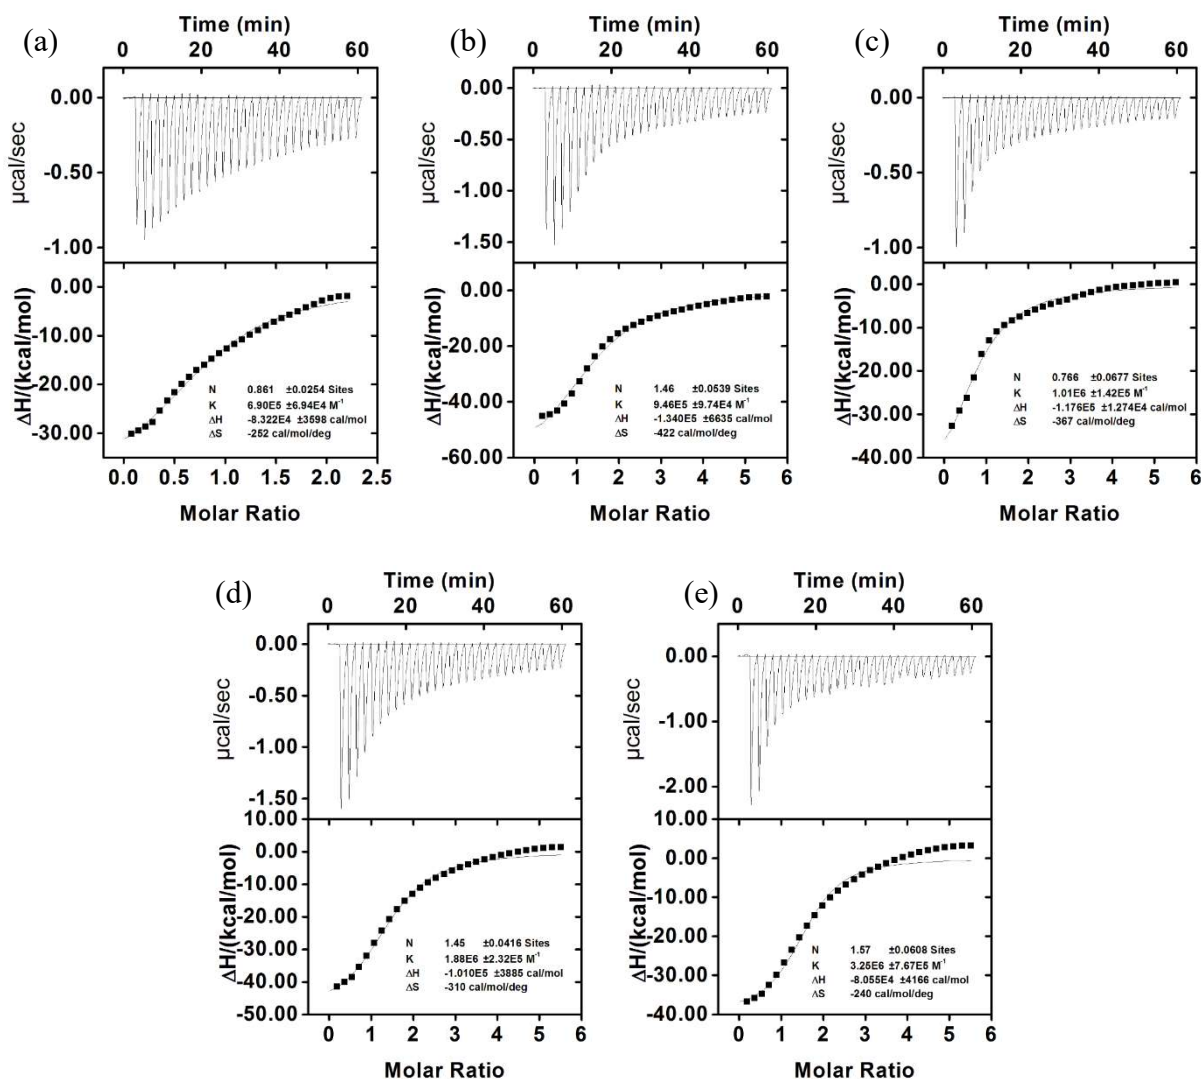 (a)
Time (min)
0 20 40 60
0.00
-0.50
-1.00
µcal/sec
0.00
-10.00
-20.00
-30.00
ΔH/(kcal/mol)
N 0.861 ±0.0254 Sites
K 6.90E5 ±6.94E4 M⁻¹
ΔH -8.322E4 ±3598 cal/mol
ΔS -252 cal/mol/deg
0.0 0.5 1.0 1.5 2.0 2.5
Molar Ratio
(b)
Time (min)
0 20 40 60
0.00
-0.50
-1.00
-1.50
µcal/sec
0.00
-20.00
-40.00
-60.00
ΔH/(kcal/mol)
N 1.46 ±0.0539 Sites
K 9.46E5 ±9.74E4 M⁻¹
ΔH -1.340E5 ±6635 cal/mol
ΔS -422 cal/mol/deg
0 1 2 3 4 5 6
Molar Ratio
(c)
Time (min)
0 20 40 60
0.00
-0.50
-1.00
µcal/sec
0.00
-10.00
-20.00
-30.00
-40.00
ΔH/(kcal/mol)
N 0.766 ±0.0677 Sites
K 1.01E6 ±1.42E5 M⁻¹
ΔH -1.176E5 ±1.274E4 cal/mol
ΔS -367 cal/mol/deg
0 1 2 3 4 5 6
Molar Ratio
(d)
Time (min)
0 20 40 60
0.00
-0.50
-1.00
-1.50
µcal/sec
10.00
0.00
-10.00
-20.00
-30.00
-40.00
-50.00
ΔH/(kcal/mol)
N 1.45 ±0.0416 Sites
K 1.88E6 ±2.32E5 M⁻¹
ΔH -1.010E5 ±3885 cal/mol
ΔS -310 cal/mol/deg
0 1 2 3 4 5 6
Molar Ratio
(e)
Time (min)
0 20 40 60
0.00
-1.00
-2.00
µcal/sec
10.00
0.00
-10.00
-20.00
-30.00
-40.00
ΔH/(kcal/mol)
N 1.57 ±0.0608 Sites
K 3.25E6 ±7.67E5 M⁻¹
ΔH -8.055E4 ±4166 cal/mol
ΔS -240 cal/mol/deg
0 1 2 3 4 5 6
Molar Ratio